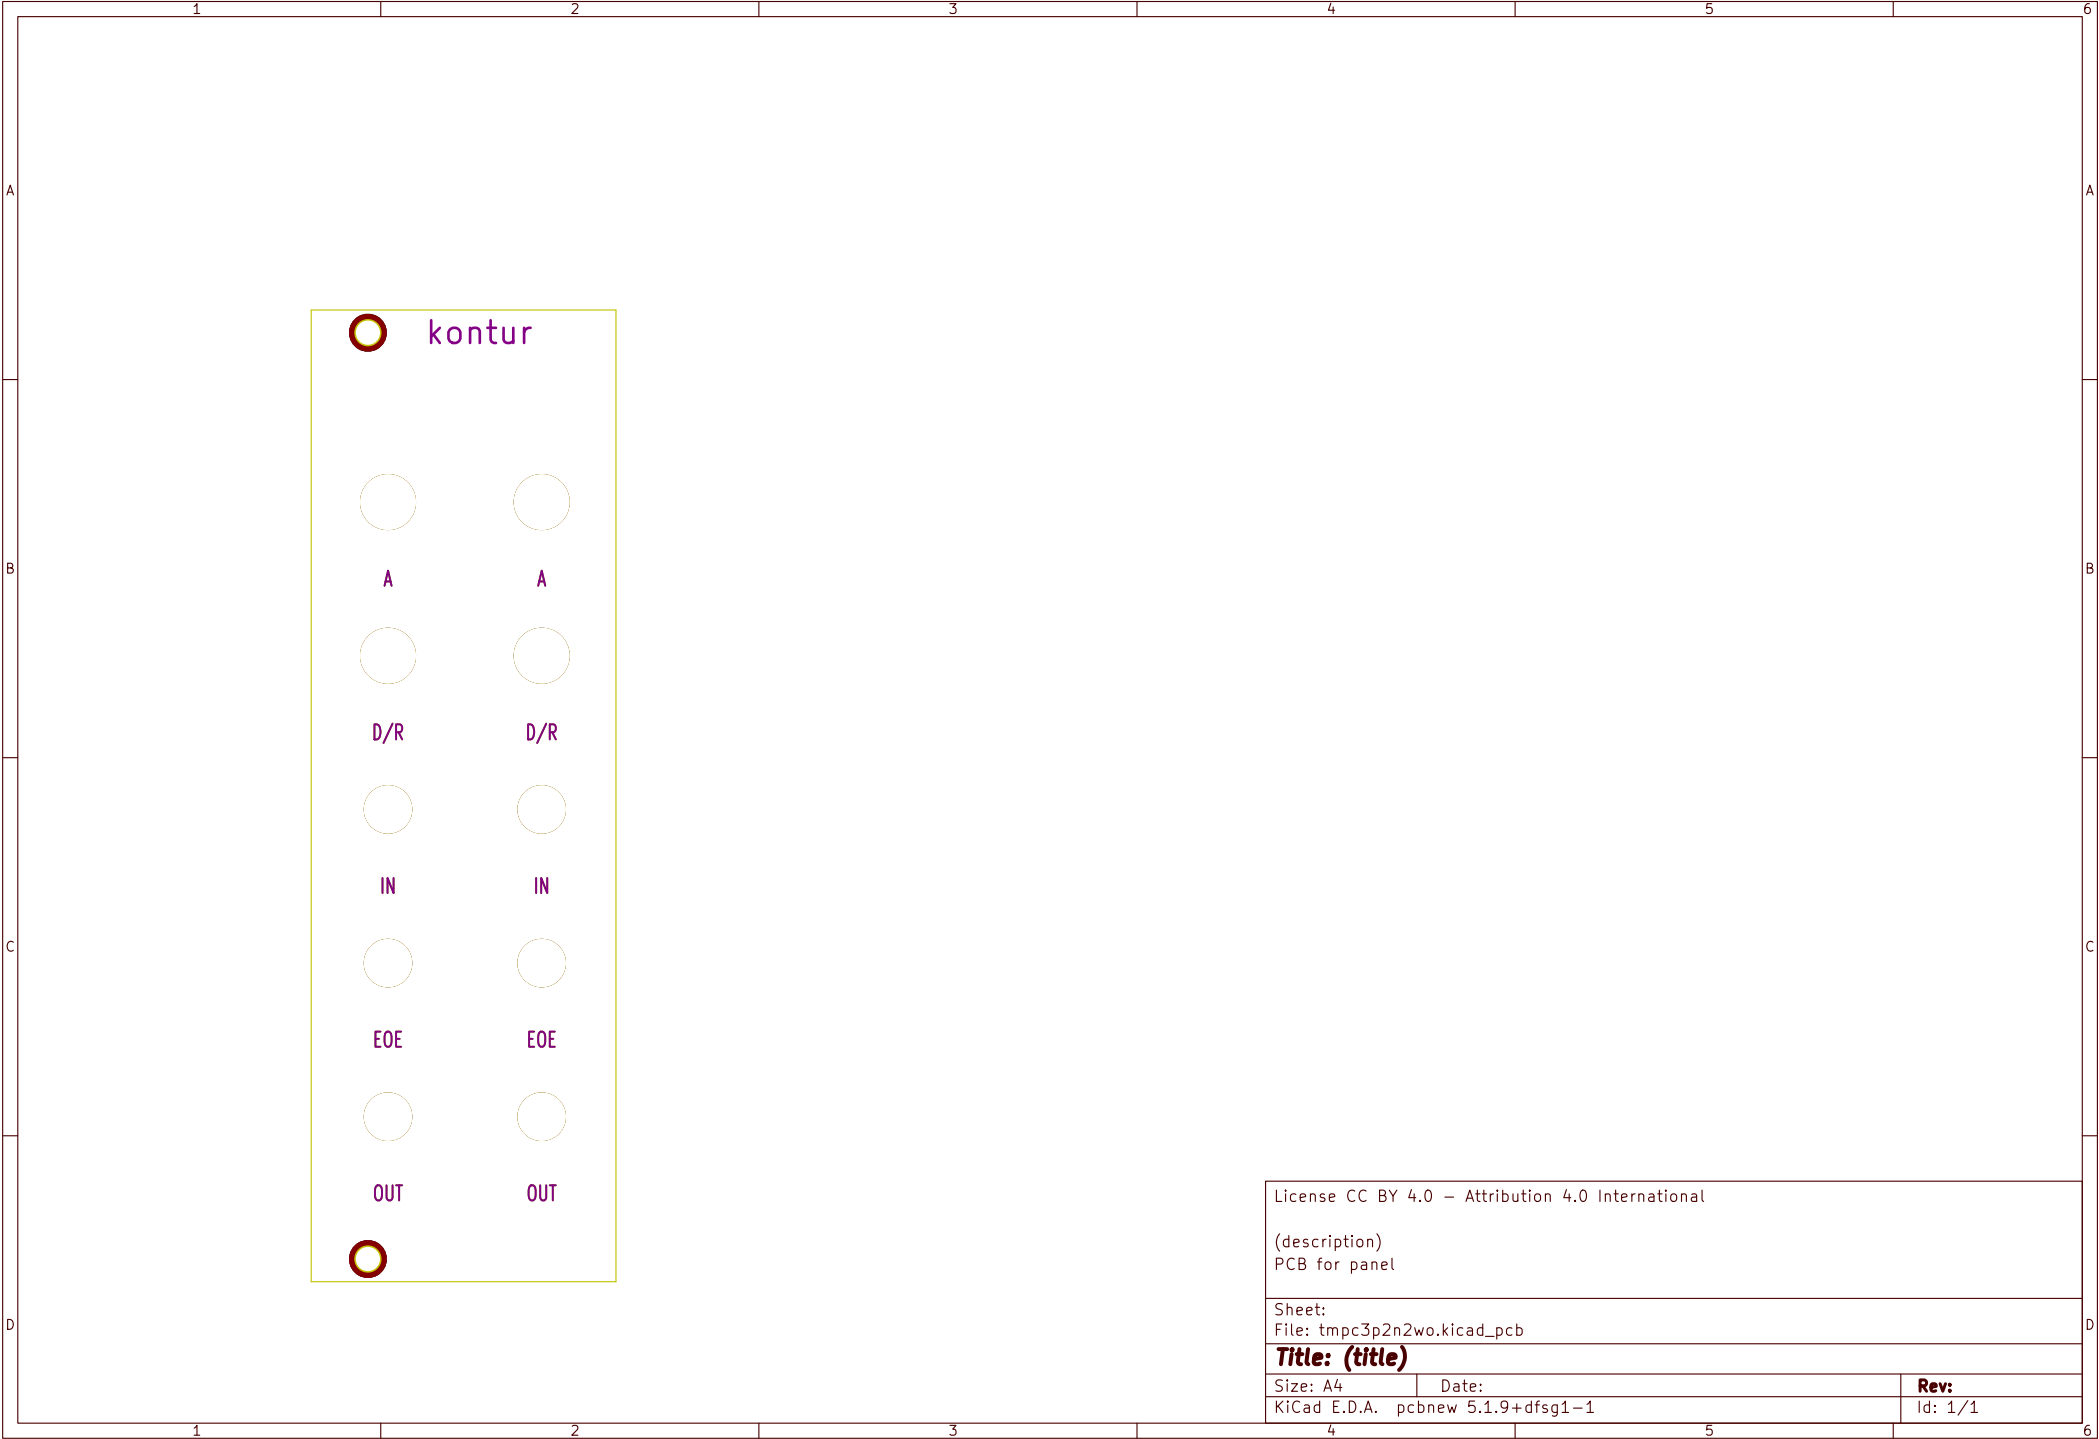 1 2 3 4 5 6
A A
kontur
A A
B B
D/R D/R
IN IN
C C
EOE EOE
OUT OUT
License CC BY 4.0 – Attribution 4.0 International
(description)
PCB for panel
Sheet:
File: tmpc3p2n2wo.kicad_pcb
D D
Title: (title)
Size: A4 Date: Rev:
KiCad E.D.A. pcbnew 5.1.9+dfsg1-1 Id: 1/1
1 2 3 4 5 6